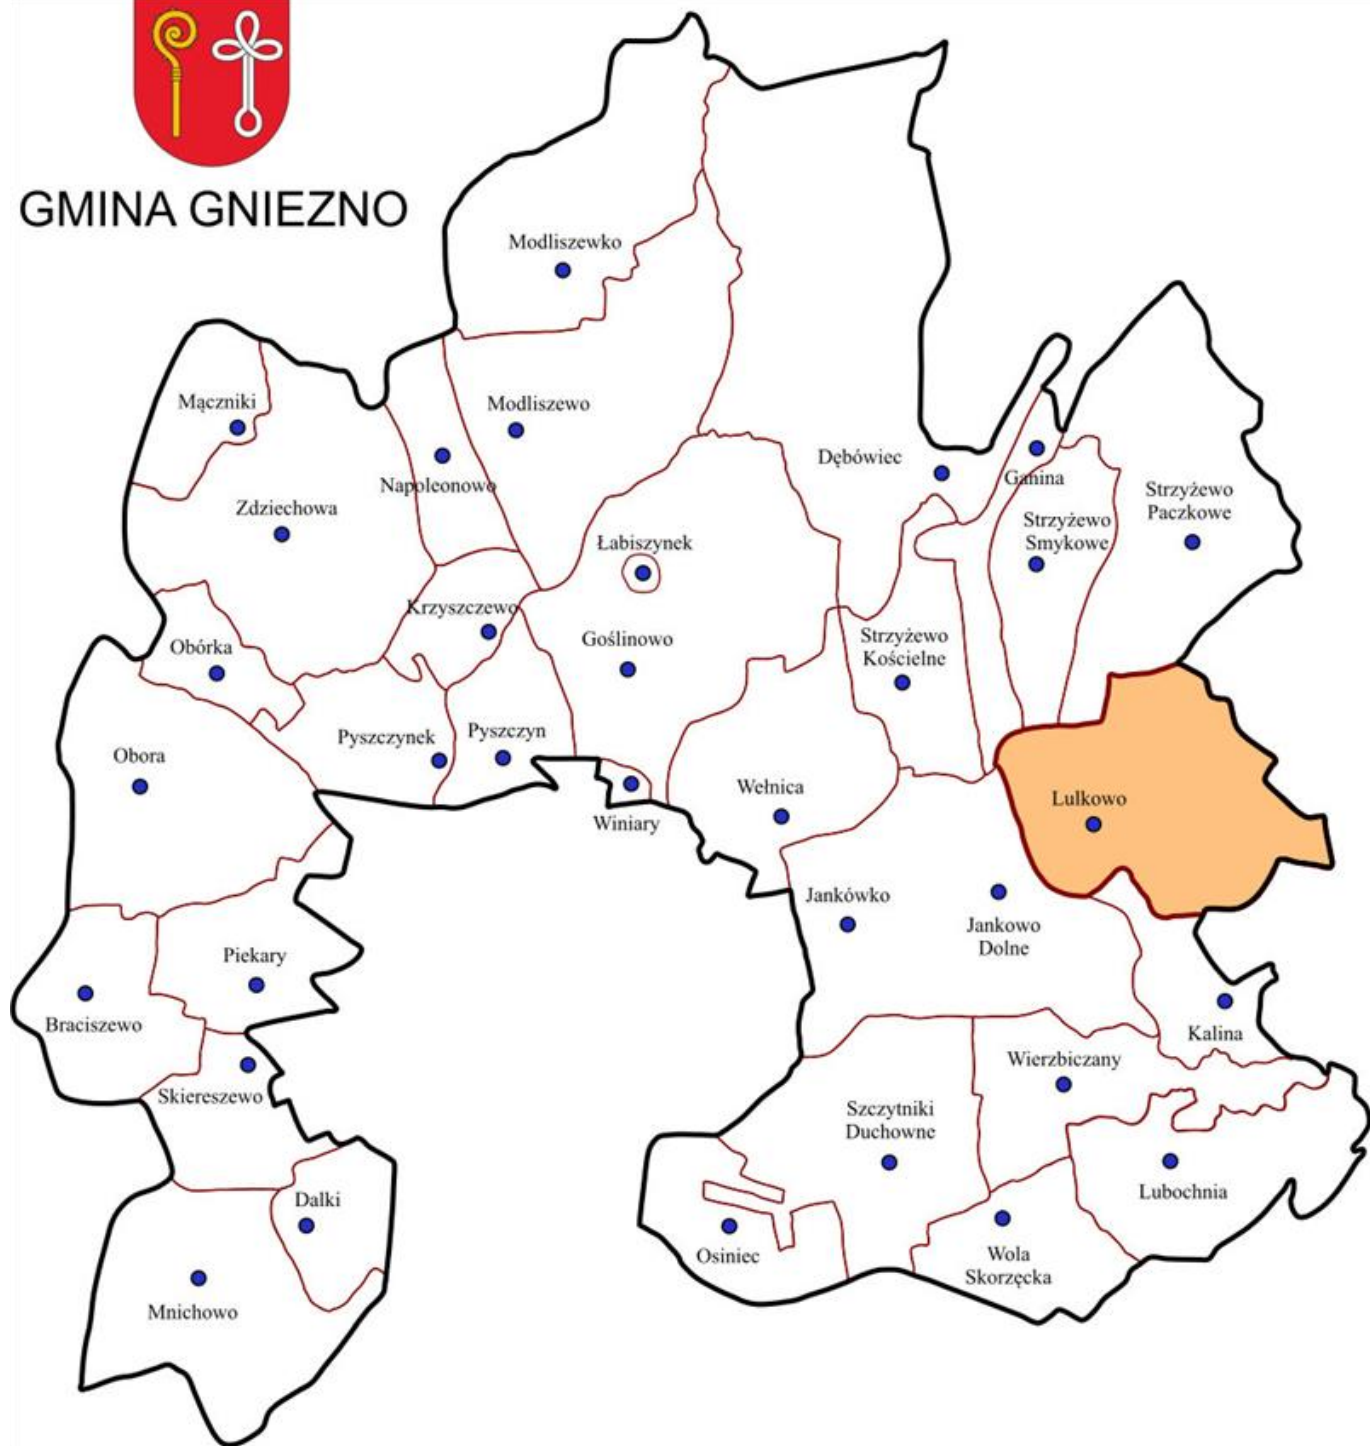 GMINA GNIEZNO
Modliszewko
Mączniki
Modliszewo
Dębówiec
Napoleonowo
Ganina
Strzyżewo
Paczkowe
Zdziechowa
Strzyżewo
Smykowe
Łabiszynek
Krzyszczewo
Obórka
Goślinowo
Strzyżewo
Kościelne
Pyszczynek
Pyszczyn
Obora
Wełnica
Lulkowo
Winiary
Jankówko
Jankowo
Dolne
Piekary
Braciszewo
Kalina
Skiereszewo
Wierzbiczany
Szczytniki
Duchowne
Dalki
Lubochnia
Osiniec
Wola
Skorzęcka
Mnichowo